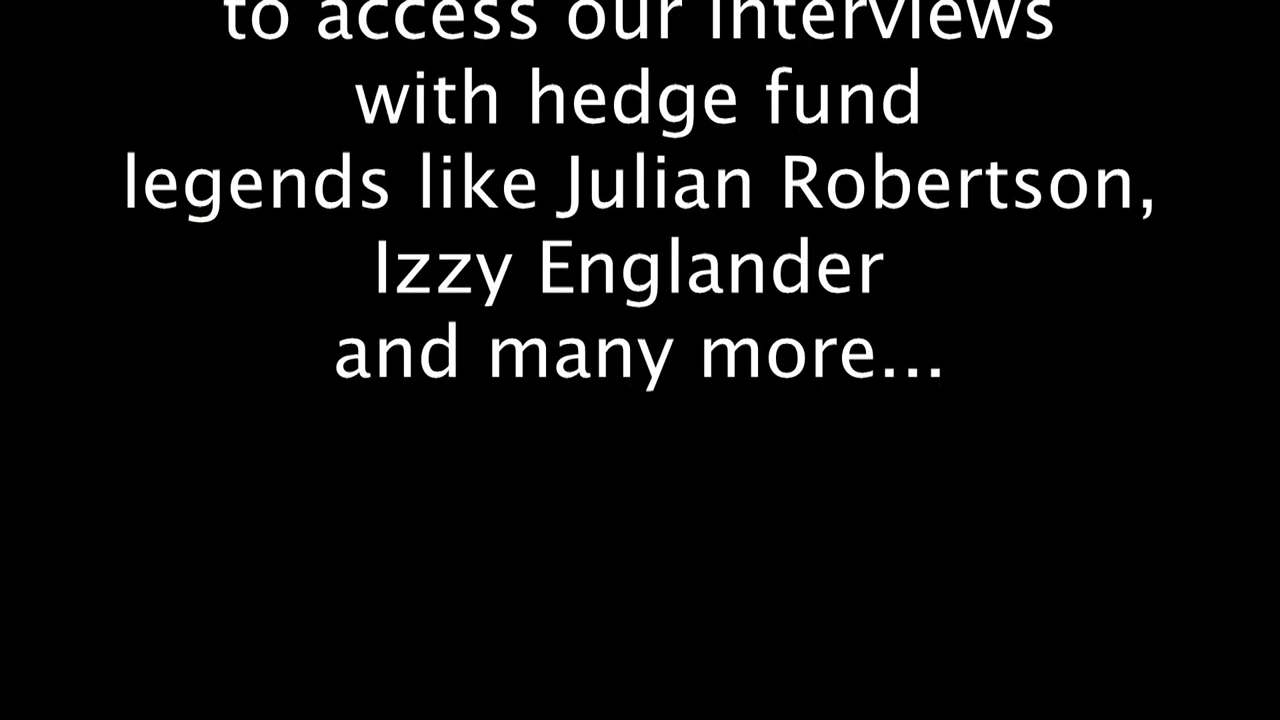 to access our interviews
with hedge fund
legends like Julian Robertson,
Izzy Englander
and many more...